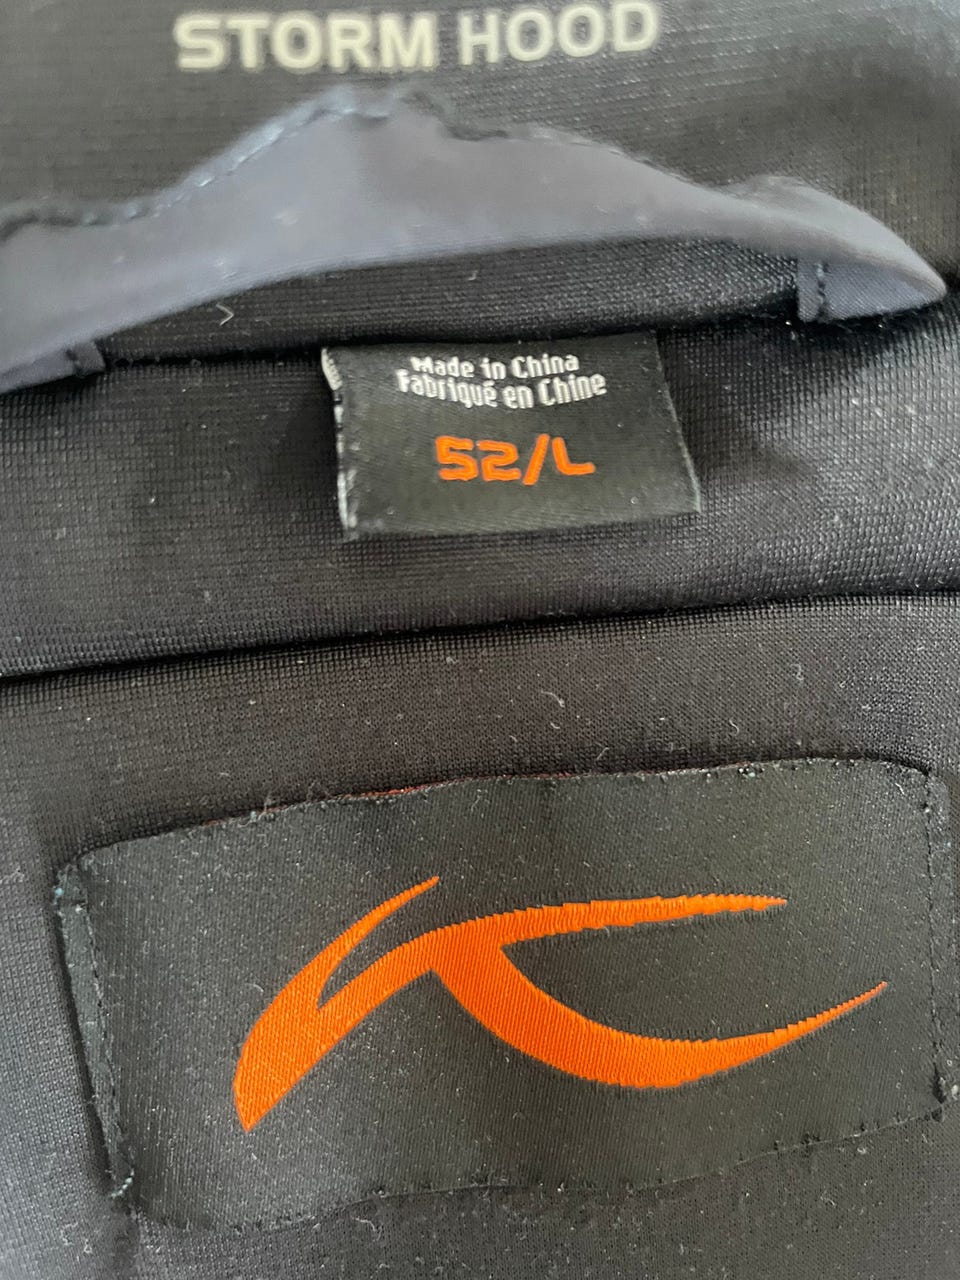 STORM HOOD
Made in China
Fabriqué en Chine
52/L